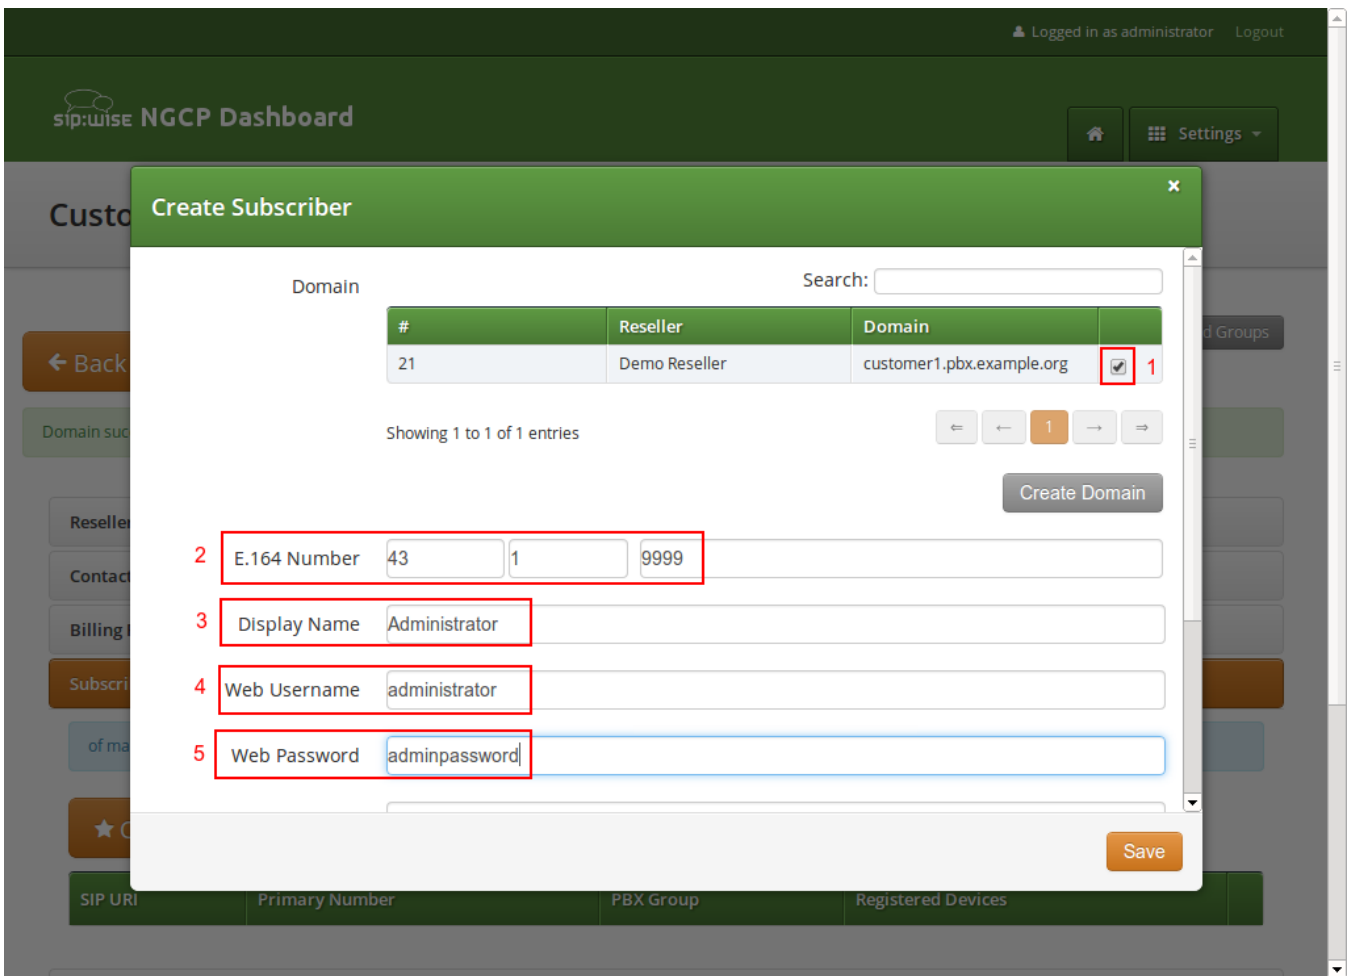 Logged in as administrator Logout
sip:wise NGCP Dashboard
Settings
Custo
Create Subscriber ×
Domain
Search:
# Reseller Domain
d Groups
Back
21 Demo Reseller customer1.pbx.example.org 1
Domain suc
Showing 1 to 1 of 1 entries
⇐ ← 1 → ⇒
Create Domain
Reseller
2 E.164 Number 43 1 9999
Contact
3 Display Name Administrator
Billing
4 Web Username administrator
Subscri
of ma
5 Web Password adminpassword
Save
SIP URI Primary Number PBX Group Registered Devices